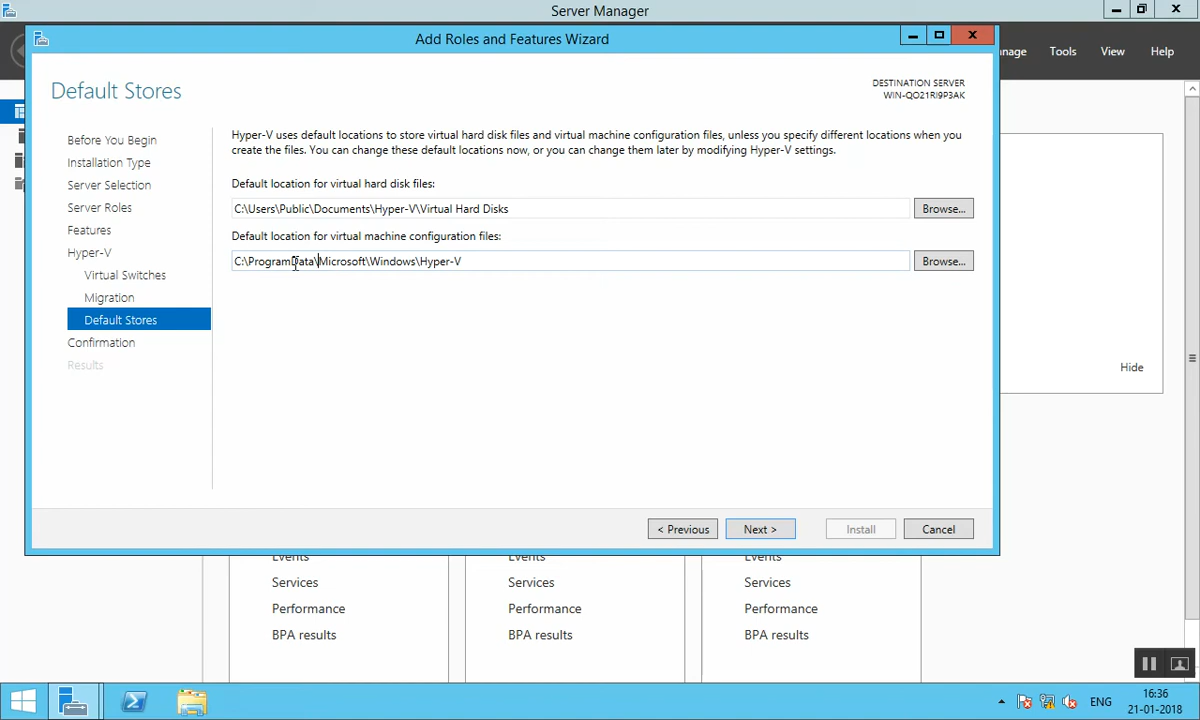 Server Manager
Add Roles and Features Wizard
Tools
View
Help
Default Stores
DESTINATION SERVER
WIN-QO21RI9P3AK
Before You Begin
Installation Type
Server Selection
Server Roles
Features
Hyper-V
Virtual Switches
Migration
Default Stores
Confirmation
Results
Hyper-V uses default locations to store virtual hard disk files and virtual machine configuration files, unless you specify different locations when you
create the files. You can change these default locations now, or you can change them later by modifying Hyper-V settings.
Default location for virtual hard disk files:
C:\Users\Public\Documents\Hyper-V\Virtual Hard Disks
Browse...
Default location for virtual machine configuration files:
C:\ProgramData\Microsoft\Windows\Hyper-V
Browse...
Hide
< Previous
Next >
Install
Cancel
Events
Events
Events
Services
Services
Services
Performance
Performance
Performance
BPA results
BPA results
BPA results
ENG
16:36
21-01-2018